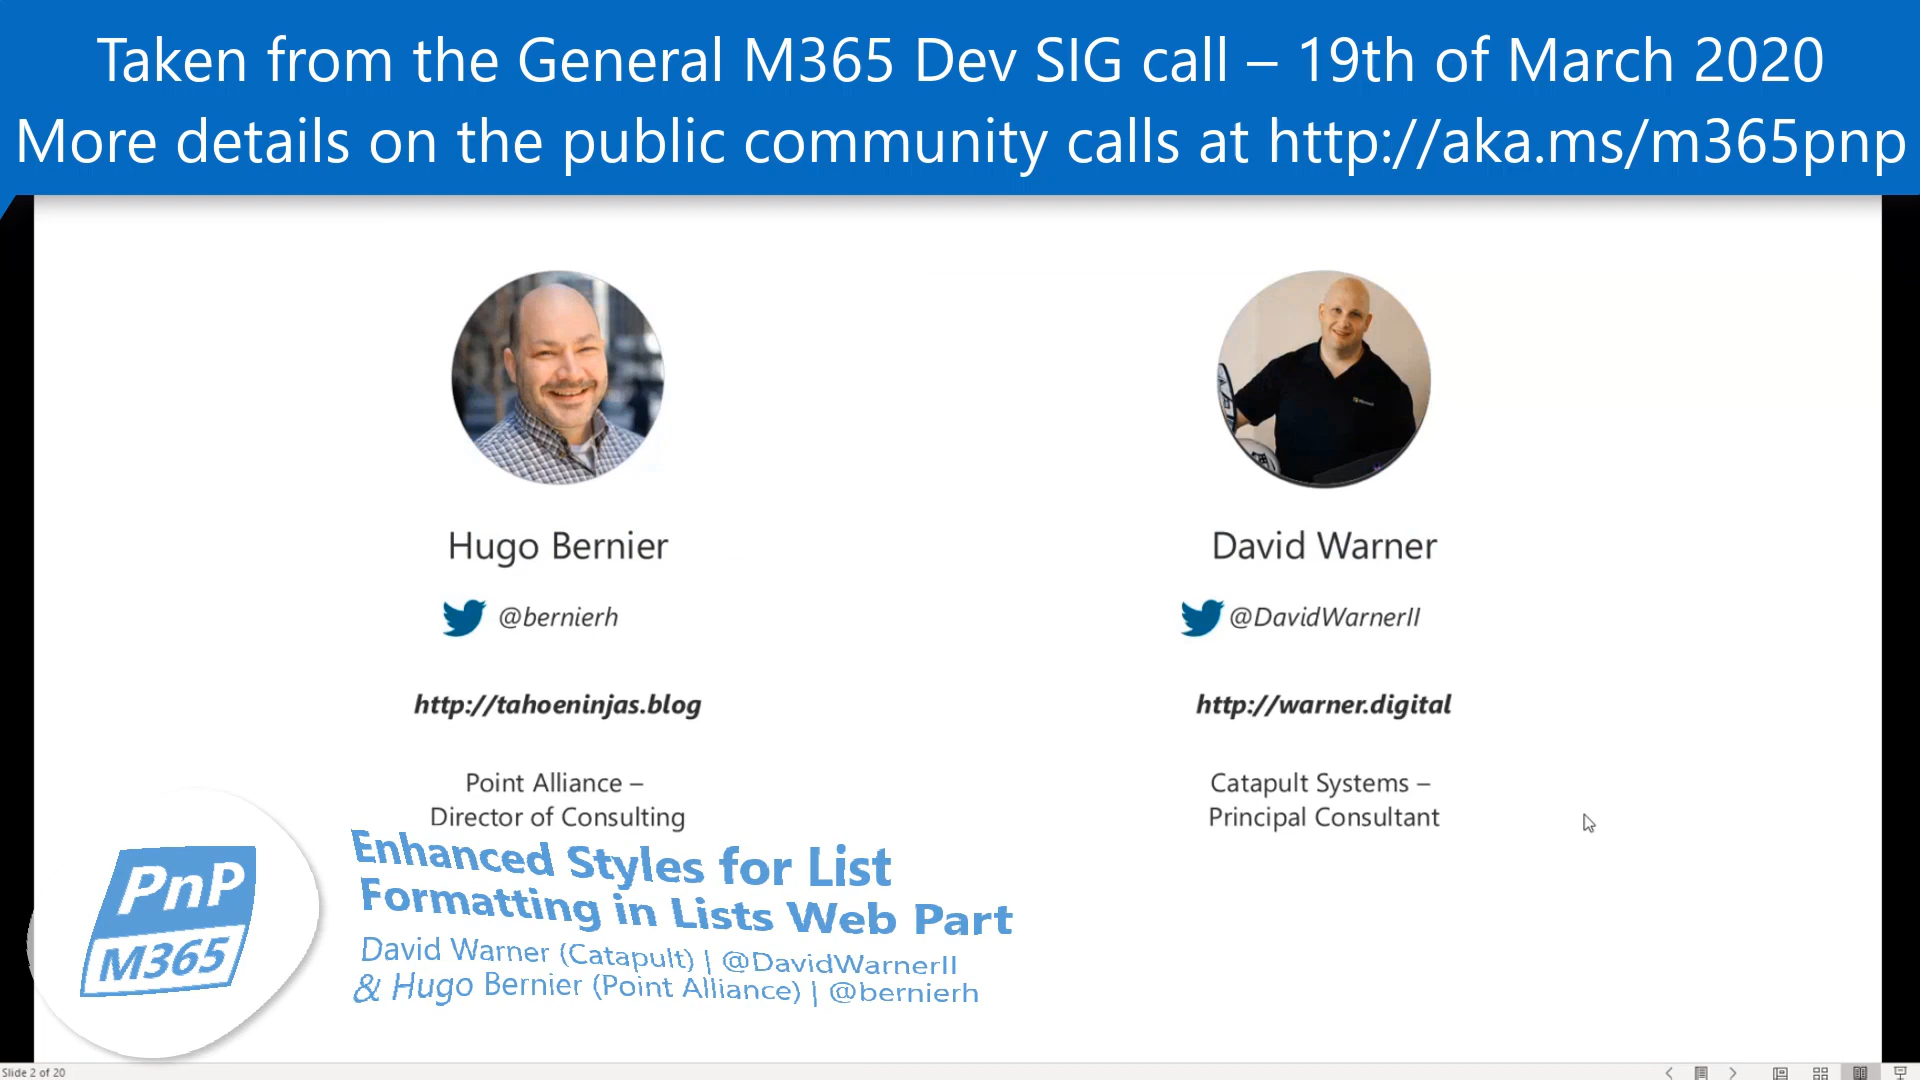 Taken from the General M365 Dev SIG call – 19th of March 2020
More details on the public community calls at http://aka.ms/m365pnp
Hugo Bernier
@bernierh
http://tahoeninjas.blog
Point Alliance –
Director of Consulting
David Warner
@DavidWarnerII
http://warner.digital
Catapult Systems –
Principal Consultant
PnP
M365
Enhanced Styles for List
Formatting in Lists Web Part
David Warner (Catapult) | @DavidWarnerII
& Hugo Bernier (Point Alliance) | @bernierh
Slide 2 of 20